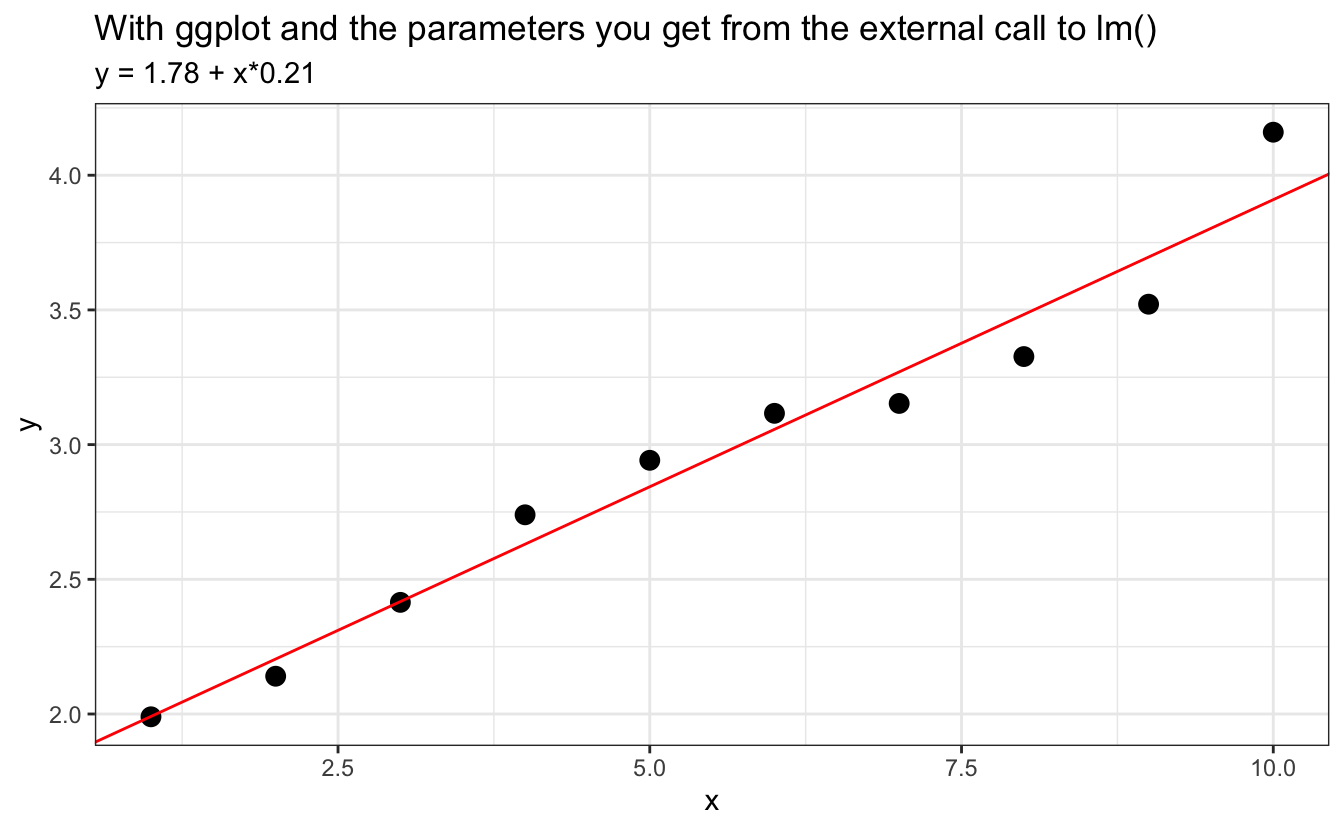 With ggplot and the parameters you get from the external call to lm()
y = 1.78 + x*0.21
4.0
3.5
3.0
2.5
2.0
y
2.5 5.0 7.5 10.0
x